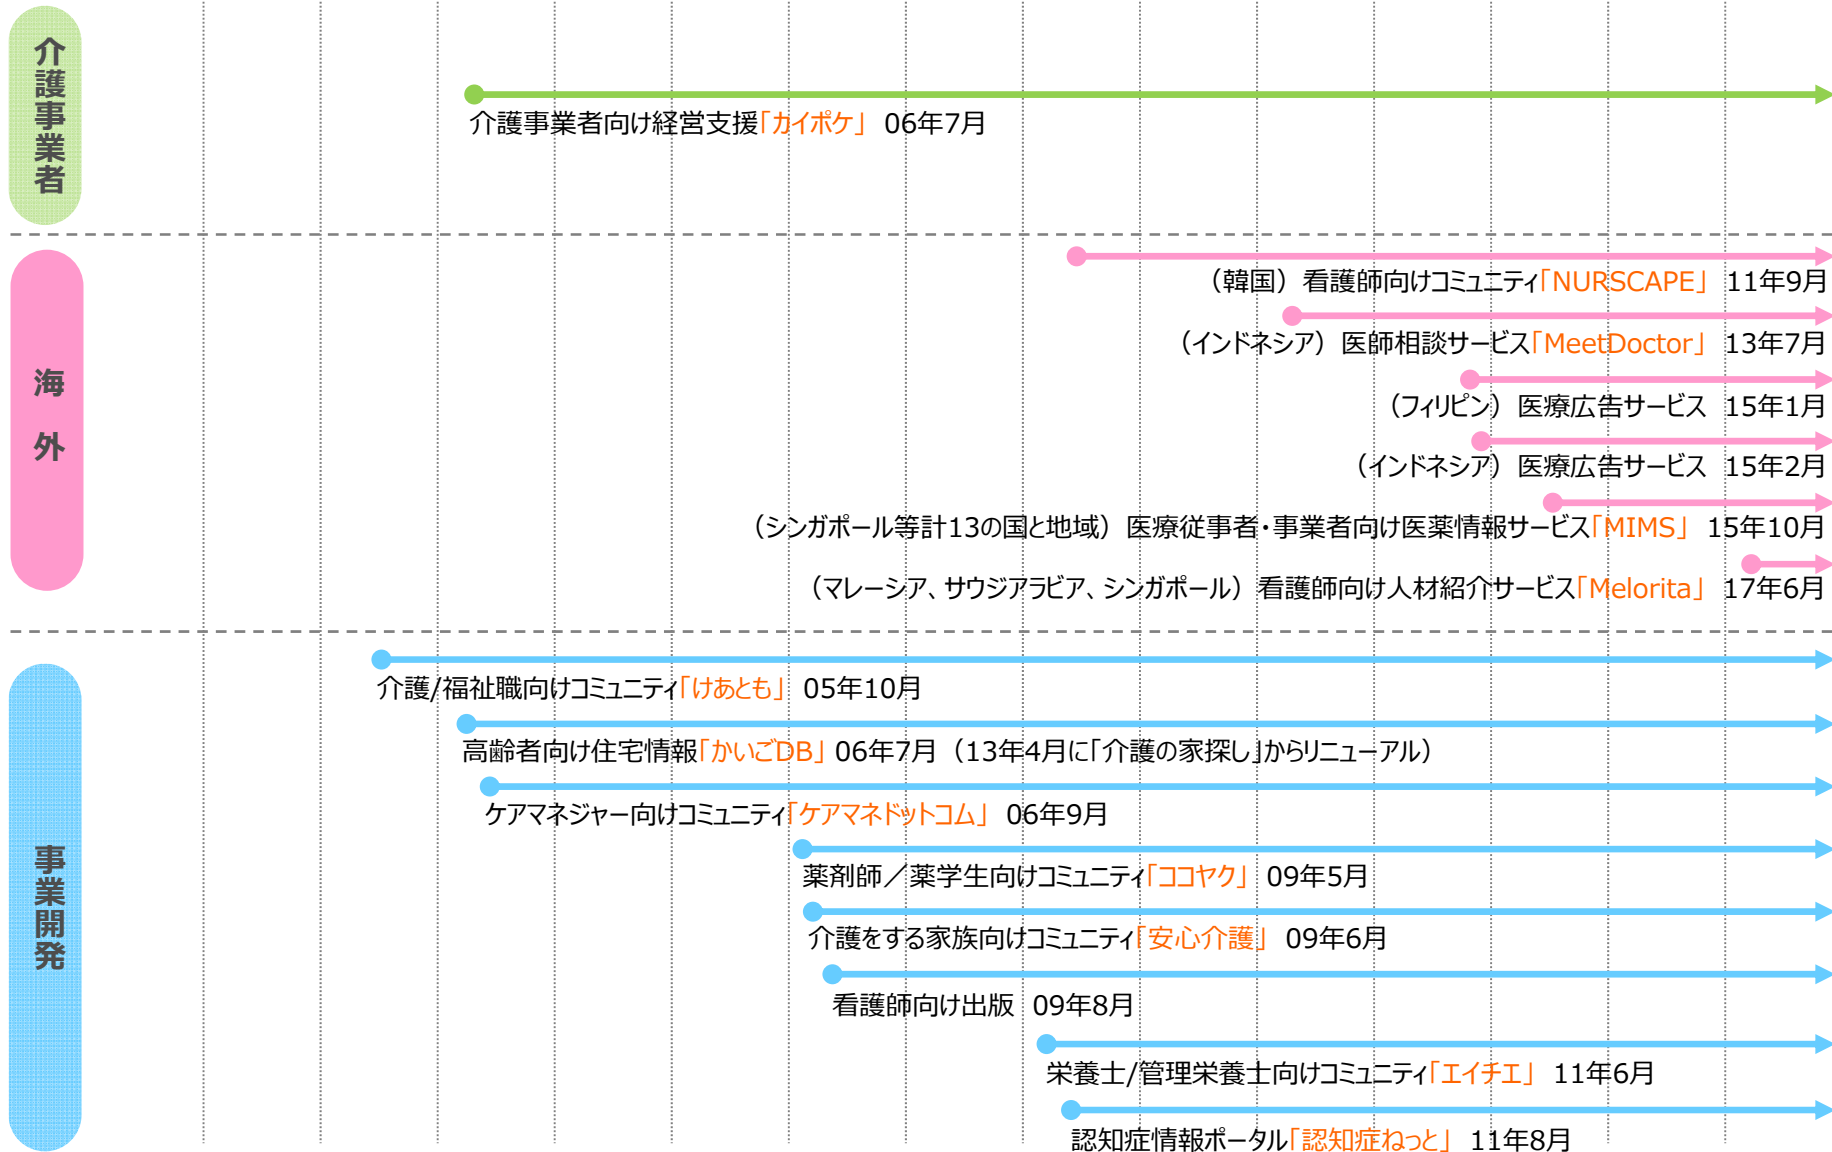 介護事業者
介護事業者向け経営支援「カイポケ」 06年7月
海外
（韓国）看護師向けコミュニティ「NURSCAPE」 11年9月
（インドネシア）医師相談サービス「MeetDoctor」 13年7月
（フィリピン）医療広告サービス 15年1月
（インドネシア）医療広告サービス 15年2月
（シンガポール等計13の国と地域）医療従事者・事業者向け医薬情報サービス「MIMS」 15年10月
（マレーシア、サウジアラビア、シンガポール）看護師向け人材紹介サービス「Melorita」 17年6月
事業開発
介護/福祉職向けコミュニティ「けあとも」 05年10月
高齢者向け住宅情報「かいごDB」 06年7月（13年4月に「介護の家探し」からリニューアル）
ケアマネジャー向けコミュニティ「ケアマネドットコム」 06年9月
薬剤師／薬学生向けコミュニティ「ココヤク」 09年5月
介護をする家族向けコミュニティ「安心介護」 09年6月
看護師向け出版 09年8月
栄養士/管理栄養士向けコミュニティ「エイチエ」 11年6月
認知症情報ポータル「認知症ねっと」 11年8月